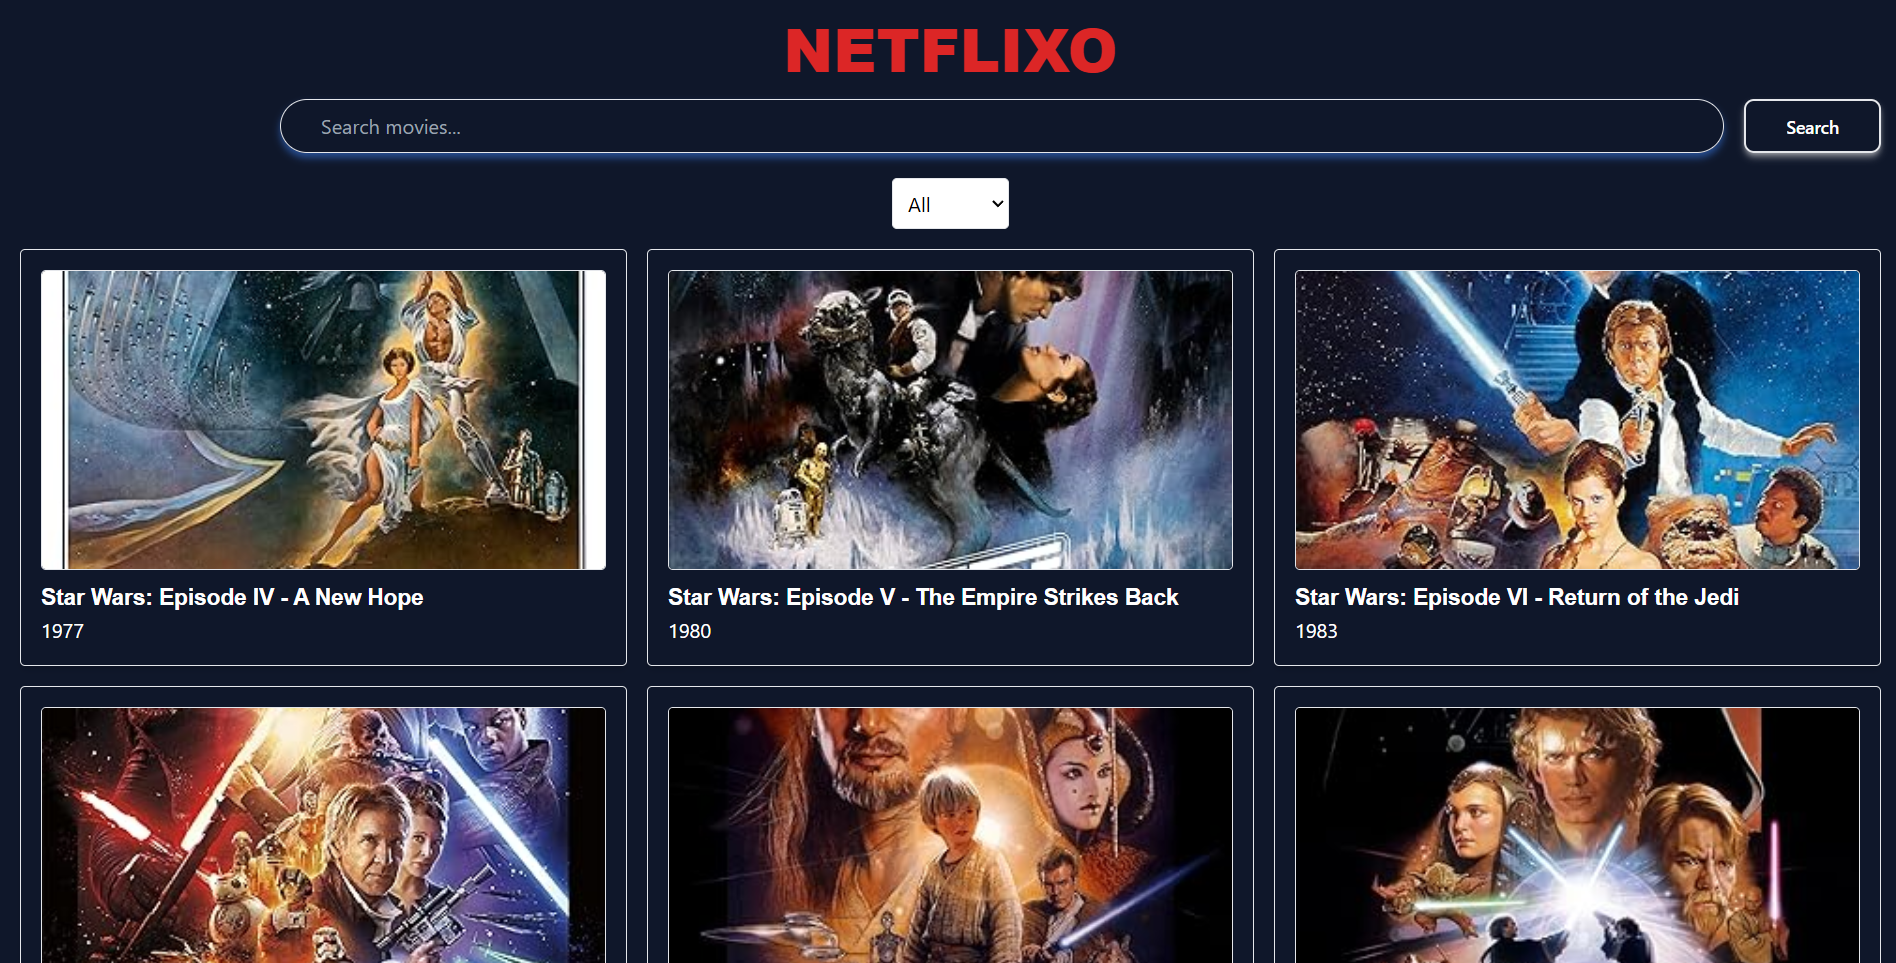 NETFLIXO
Search movies...
Search
All
Star Wars: Episode IV - A New Hope
1977
Star Wars: Episode V - The Empire Strikes Back
1980
Star Wars: Episode VI - Return of the Jedi
1983